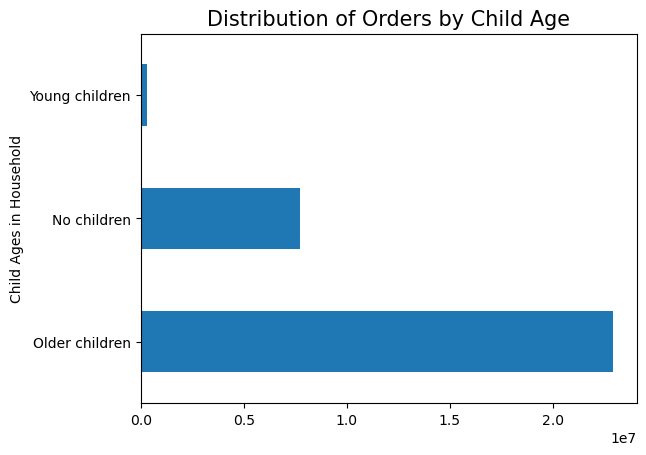 Distribution of Orders by Child Age
Child Ages in Household
Young children
No children
Older children
0.0 0.5 1.0 1.5 2.0
1e7